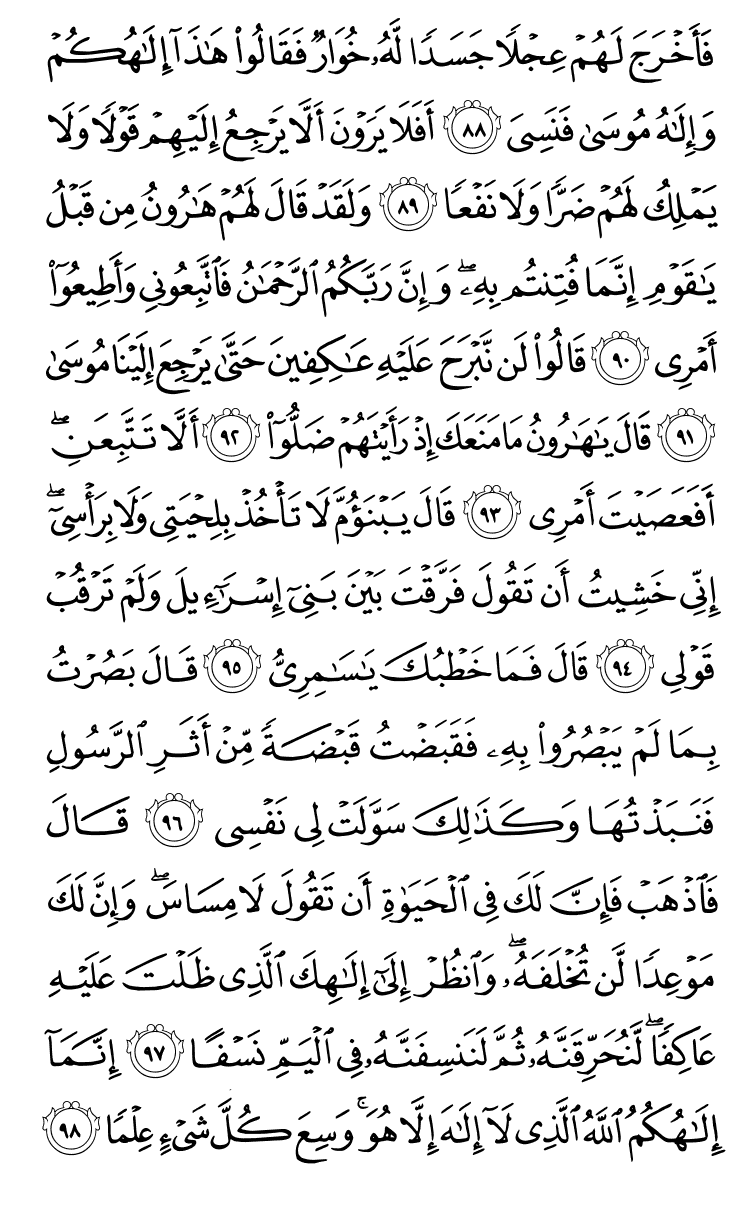 فَأَخْرَجَ لَهُمْ عِجْلًا جَسَدًا لَّهُۥ خُوَارٌ فَقَالُوا۟ هَٰذَآ إِلَٰهُكُمْ
وَإِلَٰهُ مُوسَىٰ فَنَسِىَ ٨٨ أَفَلَا يَرَوْنَ أَلَّا يَرْجِعُ إِلَيْهِمْ قَوْلًا وَلَا
يَمْلِكُ لَهُمْ ضَرًّا وَلَا نَفْعًا ٨٩ وَلَقَدْ قَالَ لَهُمْ هَٰرُونُ مِن قَبْلُ
يَٰقَوْمِ إِنَّمَا فُتِنتُم بِهِۦ ۖ وَإِنَّ رَبَّكُمُ ٱلرَّحْمَٰنُ فَٱتَّبِعُونِى وَأَطِيعُوٓا۟
أَمْرِى ٩٠ قَالُوا۟ لَن نَّبْرَحَ عَلَيْهِ عَٰكِفِينَ حَتَّىٰ يَرْجِعَ إِلَيْنَا مُوسَىٰ
٩١ قَالَ يَٰهَٰرُونُ مَا مَنَعَكَ إِذْ رَأَيْتَهُمْ ضَلُّوٓا۟ ٩٢ أَلَّا تَتَّبِعَنِ ۖ
أَفَعَصَيْتَ أَمْرِى ٩٣ قَالَ يَبْنَؤُمَّ لَا تَأْخُذْ بِلِحْيَتِى وَلَا بِرَأْسِىٓ ۖ
إِنِّى خَشِيتُ أَن تَقُولَ فَرَّقْتَ بَيْنَ بَنِىٓ إِسْرَٰٓءِيلَ وَلَمْ تَرْقُبْ
قَوْلِى ٩٤ قَالَ فَمَا خَطْبُكَ يَٰسَٰمِرِىُّ ٩٥ قَالَ بَصُرْتُ
بِمَا لَمْ يَبْصُرُوا۟ بِهِۦ فَقَبَضْتُ قَبْضَةً مِّنْ أَثَرِ ٱلرَّسُولِ
فَنَبَذْتُهَا وَكَذَٰلِكَ سَوَّلَتْ لِى نَفْسِى ٩٦ قَالَ
فَٱذْهَبْ فَإِنَّ لَكَ فِى ٱلْحَيَوٰةِ أَن تَقُولَ لَا مِسَاسَ ۖ وَإِنَّ لَكَ
مَوْعِدًا لَّن تُخْلَفَهُۥ ۖ وَٱنظُرْ إِلَىٰٓ إِلَٰهِكَ ٱلَّذِى ظَلْتَ عَلَيْهِ
عَاكِفًا ۖ لَّنُحَرِّقَنَّهُۥ ثُمَّ لَنَنسِفَنَّهُۥ فِى ٱلْيَمِّ نَسْفًا ٩٧ إِنَّمَآ
إِلَٰهُكُمُ ٱللَّهُ ٱلَّذِى لَآ إِلَٰهَ إِلَّا هُوَ ۚ وَسِعَ كُلَّ شَىْءٍ عِلْمًا ٩٨